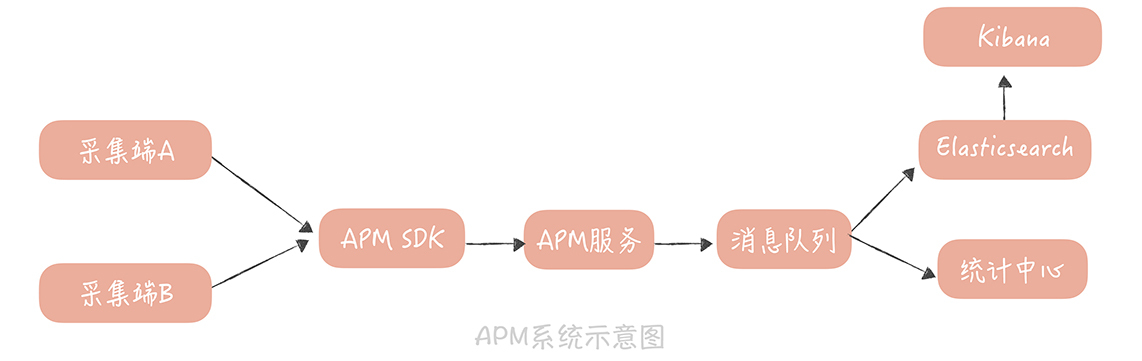 Kibana
采集端A
Elasticsearch
APM SDK
APM服务
消息队列
采集端B
统计中心
APM系统示意图